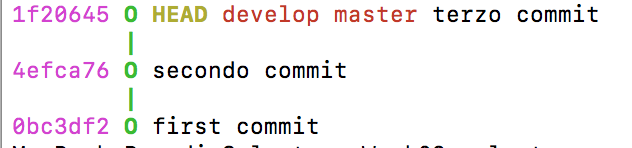 1f20645 O HEAD develop master terzo commit
|
4efca76 O secondo commit
|
0bc3df2 O first commit